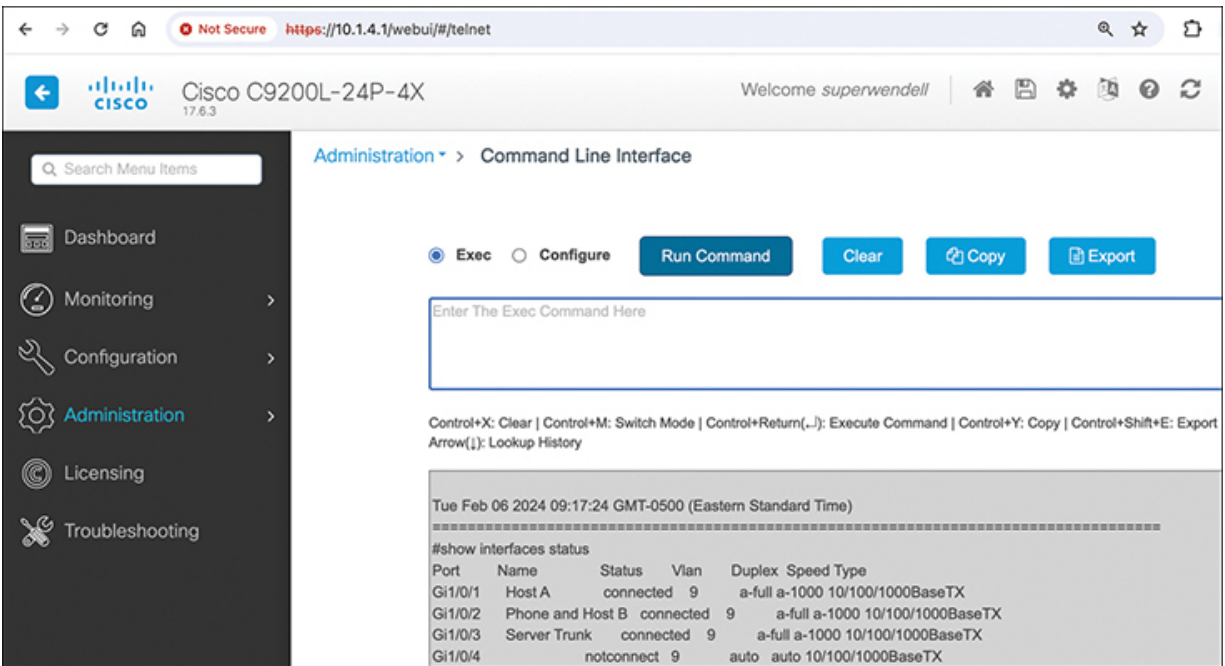 Not Secure https://10.1.4.1/webui/#/telnet
CISCO
Cisco C9200L-24P-4X
17.6.3
Welcome superwendell
Search Menu Items
Dashboard
Monitoring
Configuration
Administration
Licensing
Troubleshooting
Administration > Command Line Interface
Exec Configure Run Command Clear Copy Export
Enter The Exec Command Here
Control+X: Clear | Control+M: Switch Mode | Control+Return(↵): Execute Command | Control+Y: Copy | Control+Shift+E: Export
Arrow(↓): Lookup History
Tue Feb 06 2024 09:17:24 GMT-0500 (Eastern Standard Time)
==================================================================================
#show interfaces status
Port Name Status Vlan Duplex Speed Type
Gi1/0/1 Host A connected 9 a-full a-1000 10/100/1000BaseTX
Gi1/0/2 Phone and Host B connected 9 a-full a-1000 10/100/1000BaseTX
Gi1/0/3 Server Trunk connected 9 a-full a-1000 10/100/1000BaseTX
Gi1/0/4 notconnect 9 auto auto 10/100/1000BaseTX